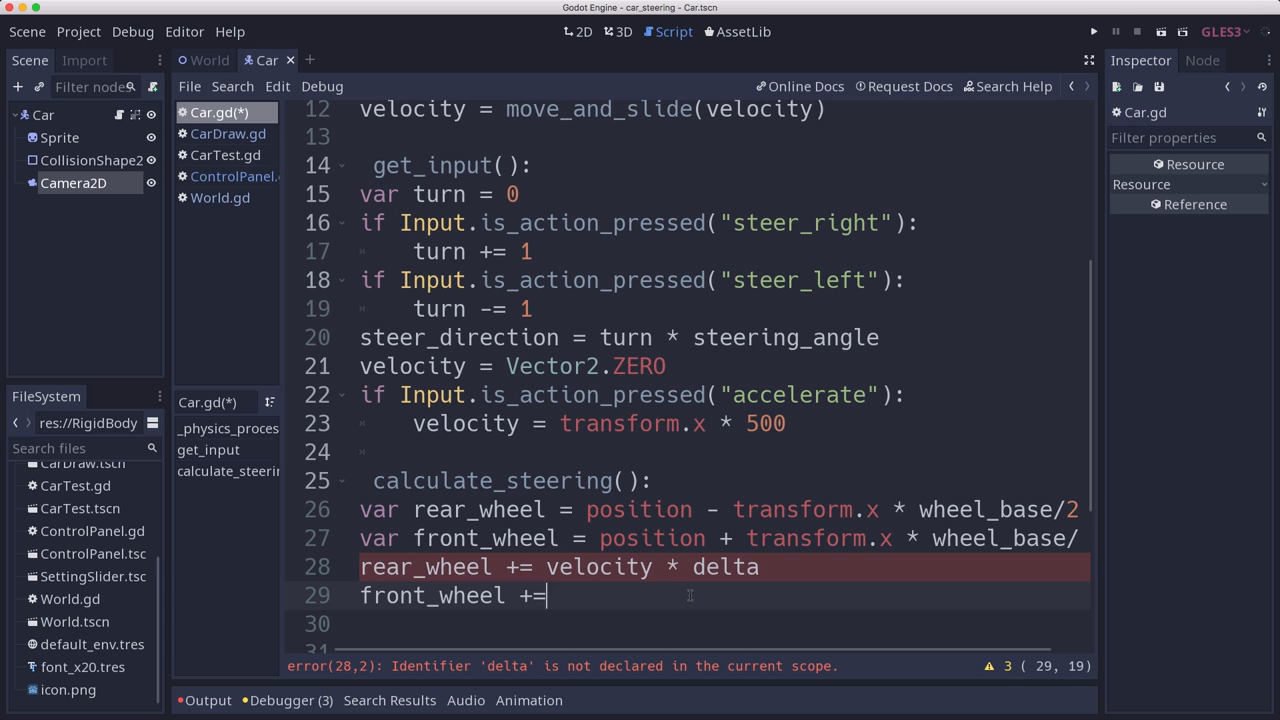 Godot Engine - car_steering - Car.tscn
Scene Project Debug Editor Help
2D 3D Script AssetLib
GLES3
Scene Import
Filter nodes
Car
Sprite
CollisionShape2
Camera2D
FileSystem
res://RigidBody
Search files
CarDraw.tscn
CarTest.gd
CarTest.tscn
ControlPanel.gd
ControlPanel.tsc
SettingSlider.tsc
World.gd
World.tscn
default_env.tres
font_x20.tres
icon.png
World Car
File Search Edit Debug
Online Docs Request Docs Search Help
Car.gd(*)
CarDraw.gd
CarTest.gd
ControlPanel.
World.gd
Car.gd(*)
_physics_proces
get_input
calculate_steerin
12 velocity = move_and_slide(velocity)
13
14 get_input():
15 var turn = 0
16 if Input.is_action_pressed("steer_right"):
17 turn += 1
18 if Input.is_action_pressed("steer_left"):
19 turn -= 1
20 steer_direction = turn * steering_angle
21 velocity = Vector2.ZERO
22 if Input.is_action_pressed("accelerate"):
23 velocity = transform.x * 500
24
25 calculate_steering():
26 var rear_wheel = position - transform.x * wheel_base/2
27 var front_wheel = position + transform.x * wheel_base/
28 rear_wheel += velocity * delta
29 front_wheel +=
30
31
error(28,2): Identifier 'delta' is not declared in the current scope.
3 ( 29, 19)
Output Debugger (3) Search Results Audio Animation
Inspector Node
Car.gd
Filter properties
Resource
Resource
Reference